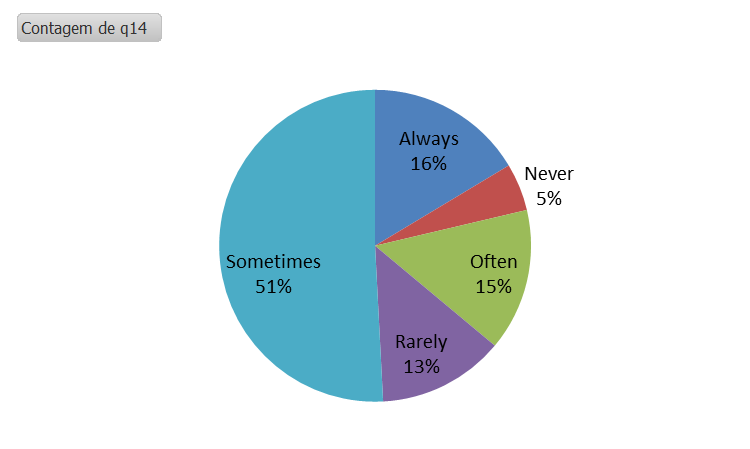 Contagem de q14
Always
16%
Never
5%
Often
15%
Rarely
13%
Sometimes
51%